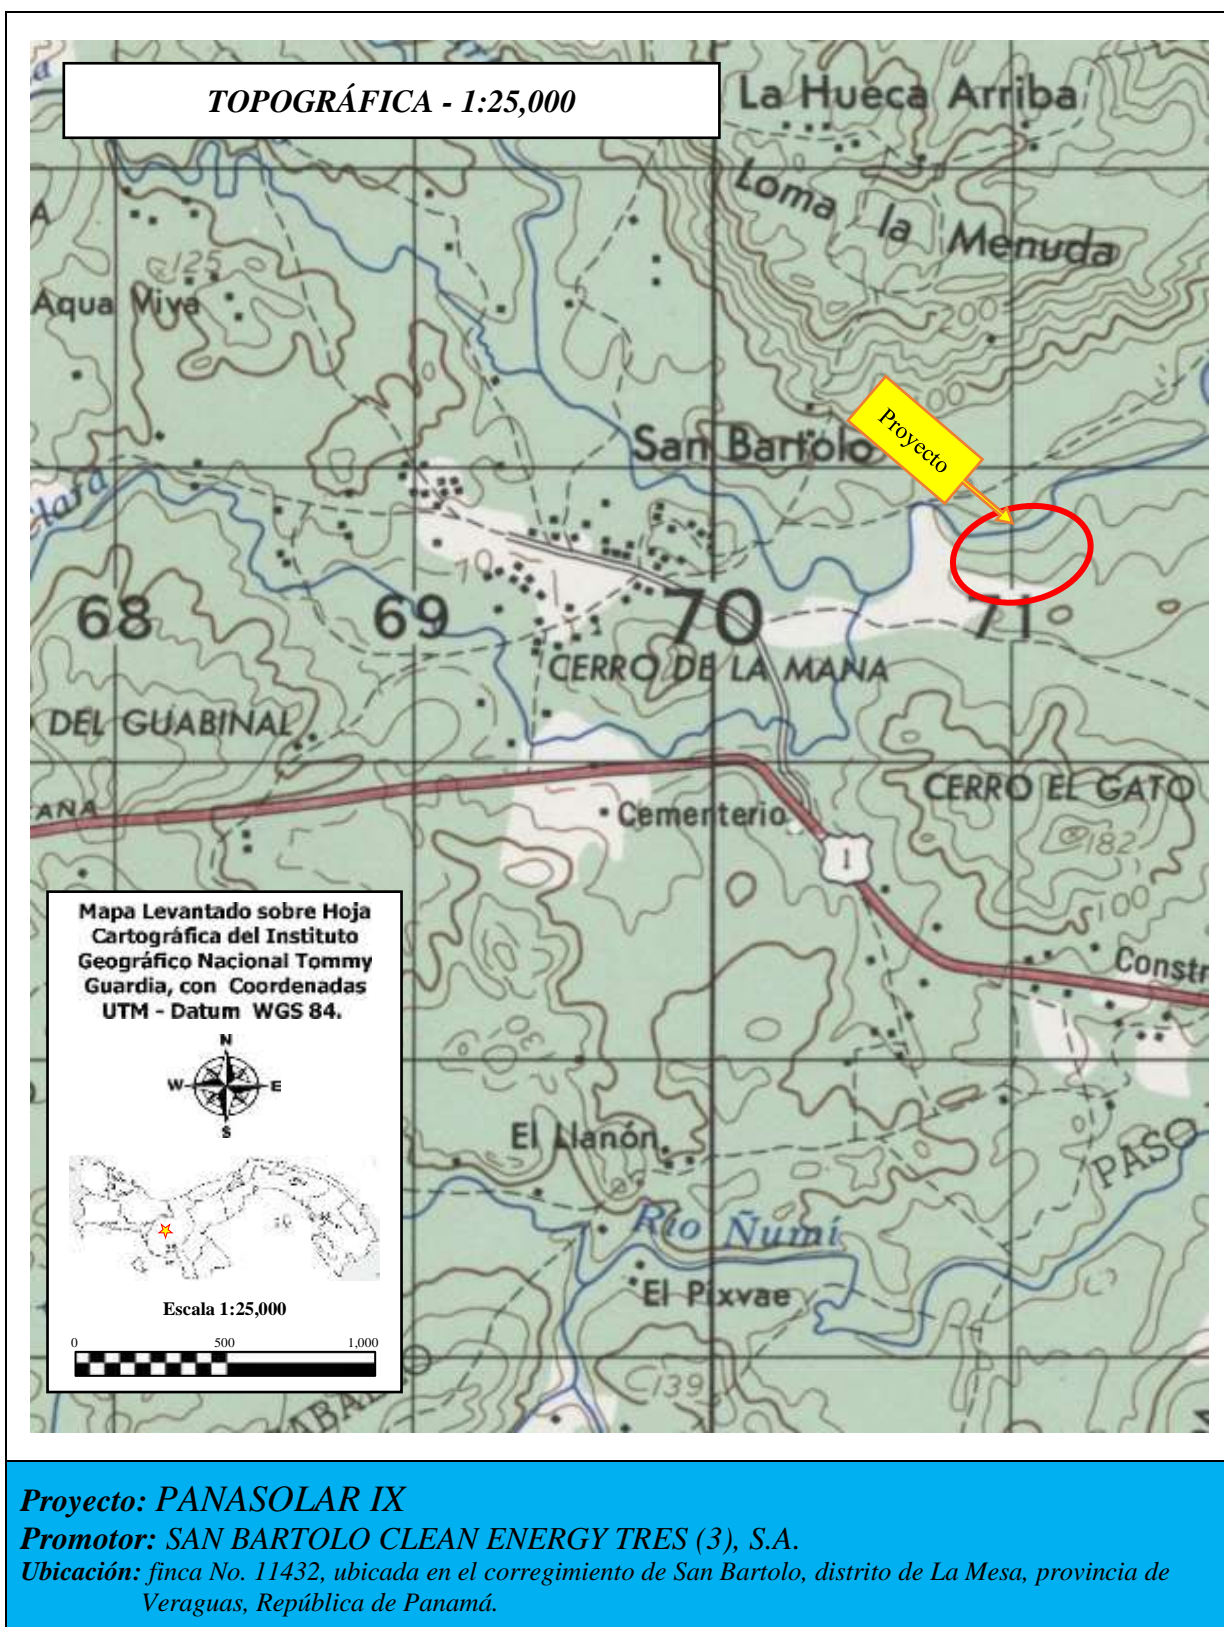 TOPOGRÁFICA - 1:25,000
La Hueca Arriba
Loma la Menuda
125
Aqua Viva
200
Proyecto
San Bartolo
70
68
69
70
71
CERRO DE LA MANA
DEL GUABINAL
CERRO EL GATO
ANA
Cementerio
182
1
100
Constr
Mapa Levantado sobre Hoja
Cartográfica del Instituto
Geográfico Nacional Tommy
Guardia, con Coordenadas
UTM - Datum WGS 84.
N
W
E
S
El Llanón
PASO
Río Ñumí
El Pixvae
139
Escala 1:25,000
0 500 1,000
Proyecto: PANASOLAR IX
Promotor: SAN BARTOLO CLEAN ENERGY TRES (3), S.A.
Ubicación: finca No. 11432, ubicada en el corregimiento de San Bartolo, distrito de La Mesa, provincia de
Veraguas, República de Panamá.